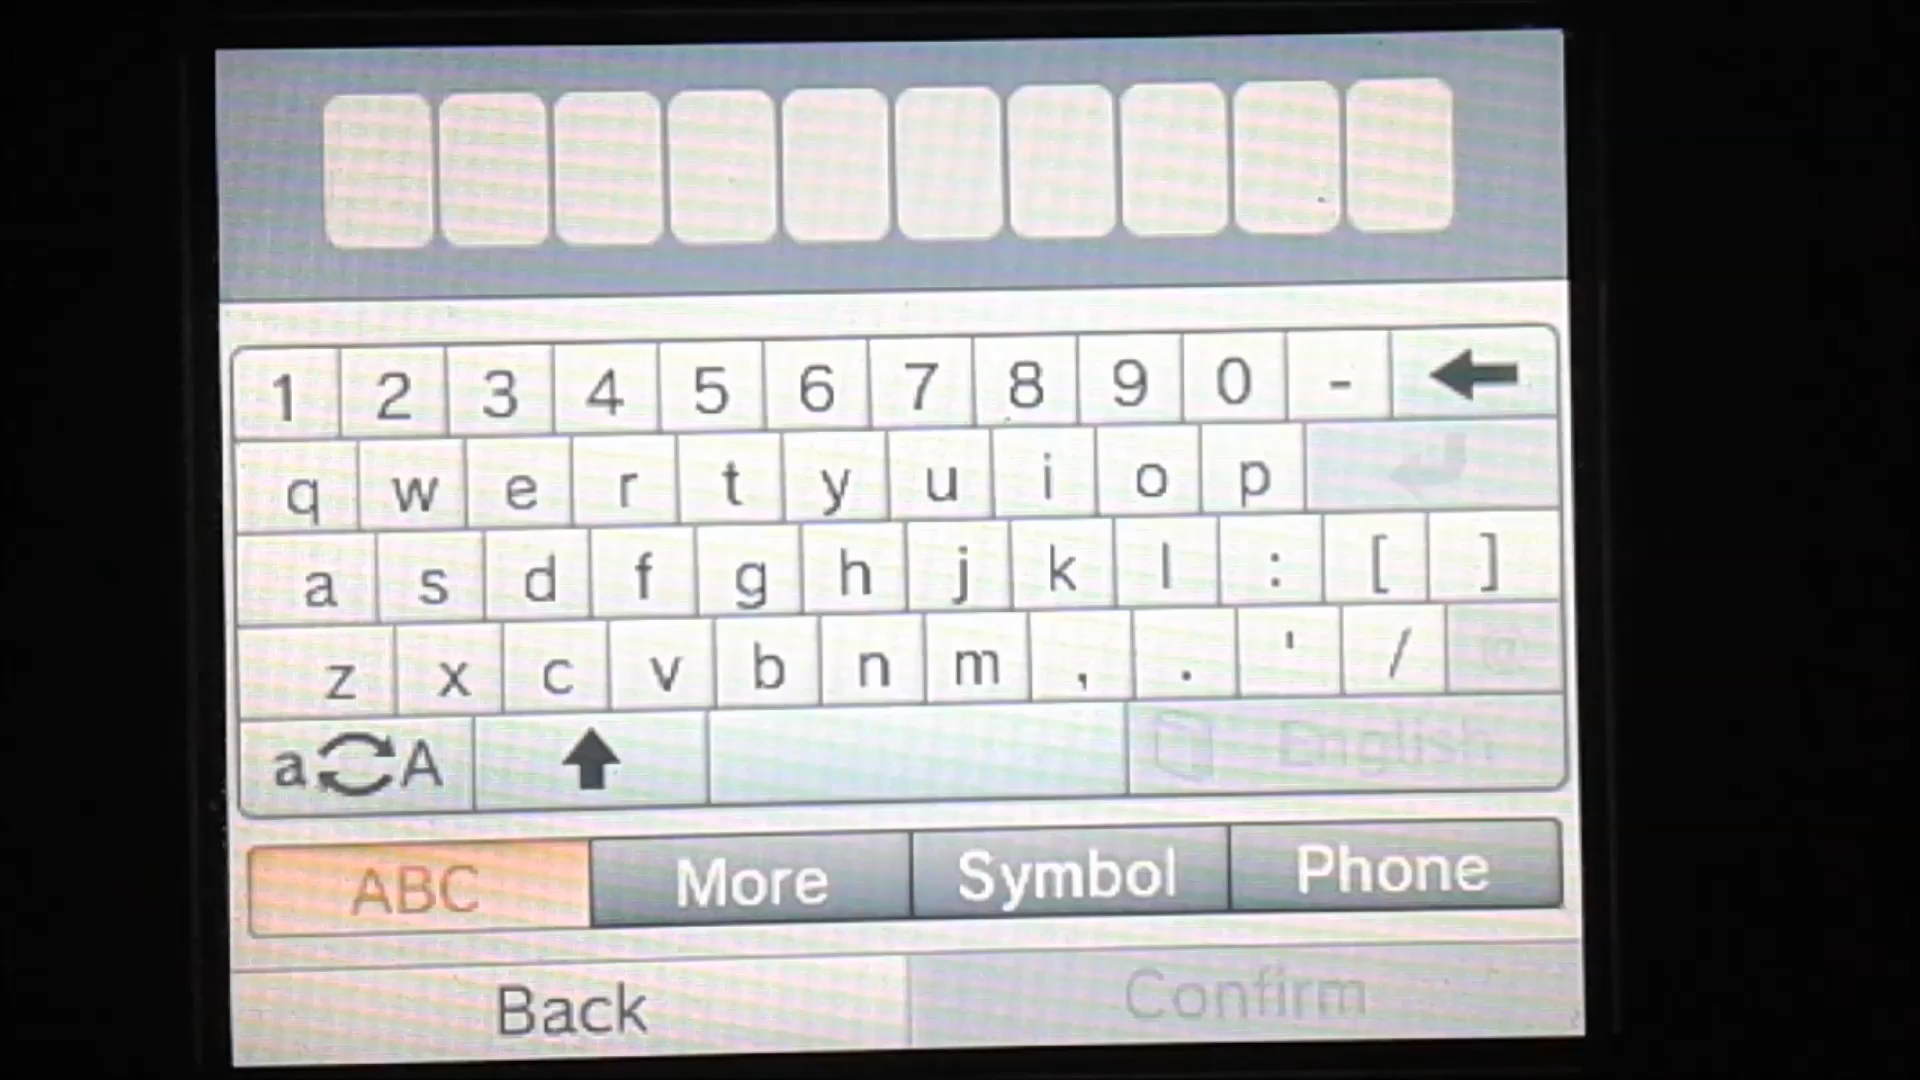 1 2 3 4 5 6 7 8 9 0 -
q w e r t y u i o p
a s d f g h j k l : [ ]
z x c v b n m , . ' / @
a A English
ABC More Symbol Phone
Back Confirm